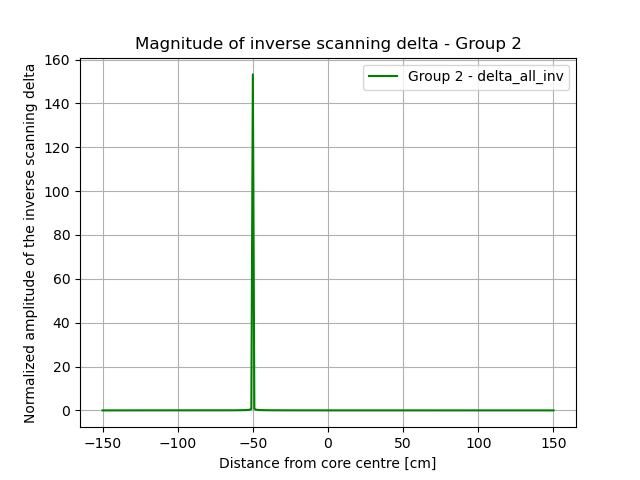 Magnitude of inverse scanning delta - Group 2
Group 2 - delta_all_inv
Normalized amplitude of the inverse scanning delta
160
140
120
100
80
60
40
20
0
−150 −100 −50 0 50 100 150
Distance from core centre [cm]